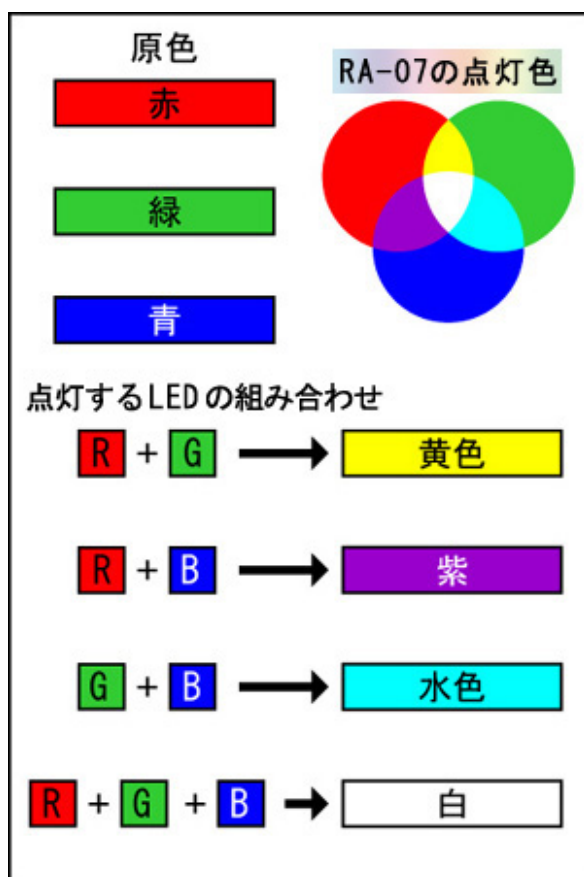 原色
RA-07の点灯色
赤
緑
青
点灯するLEDの組み合わせ
R + G 黄色
R + B 紫
G + B 水色
R + G + B 白